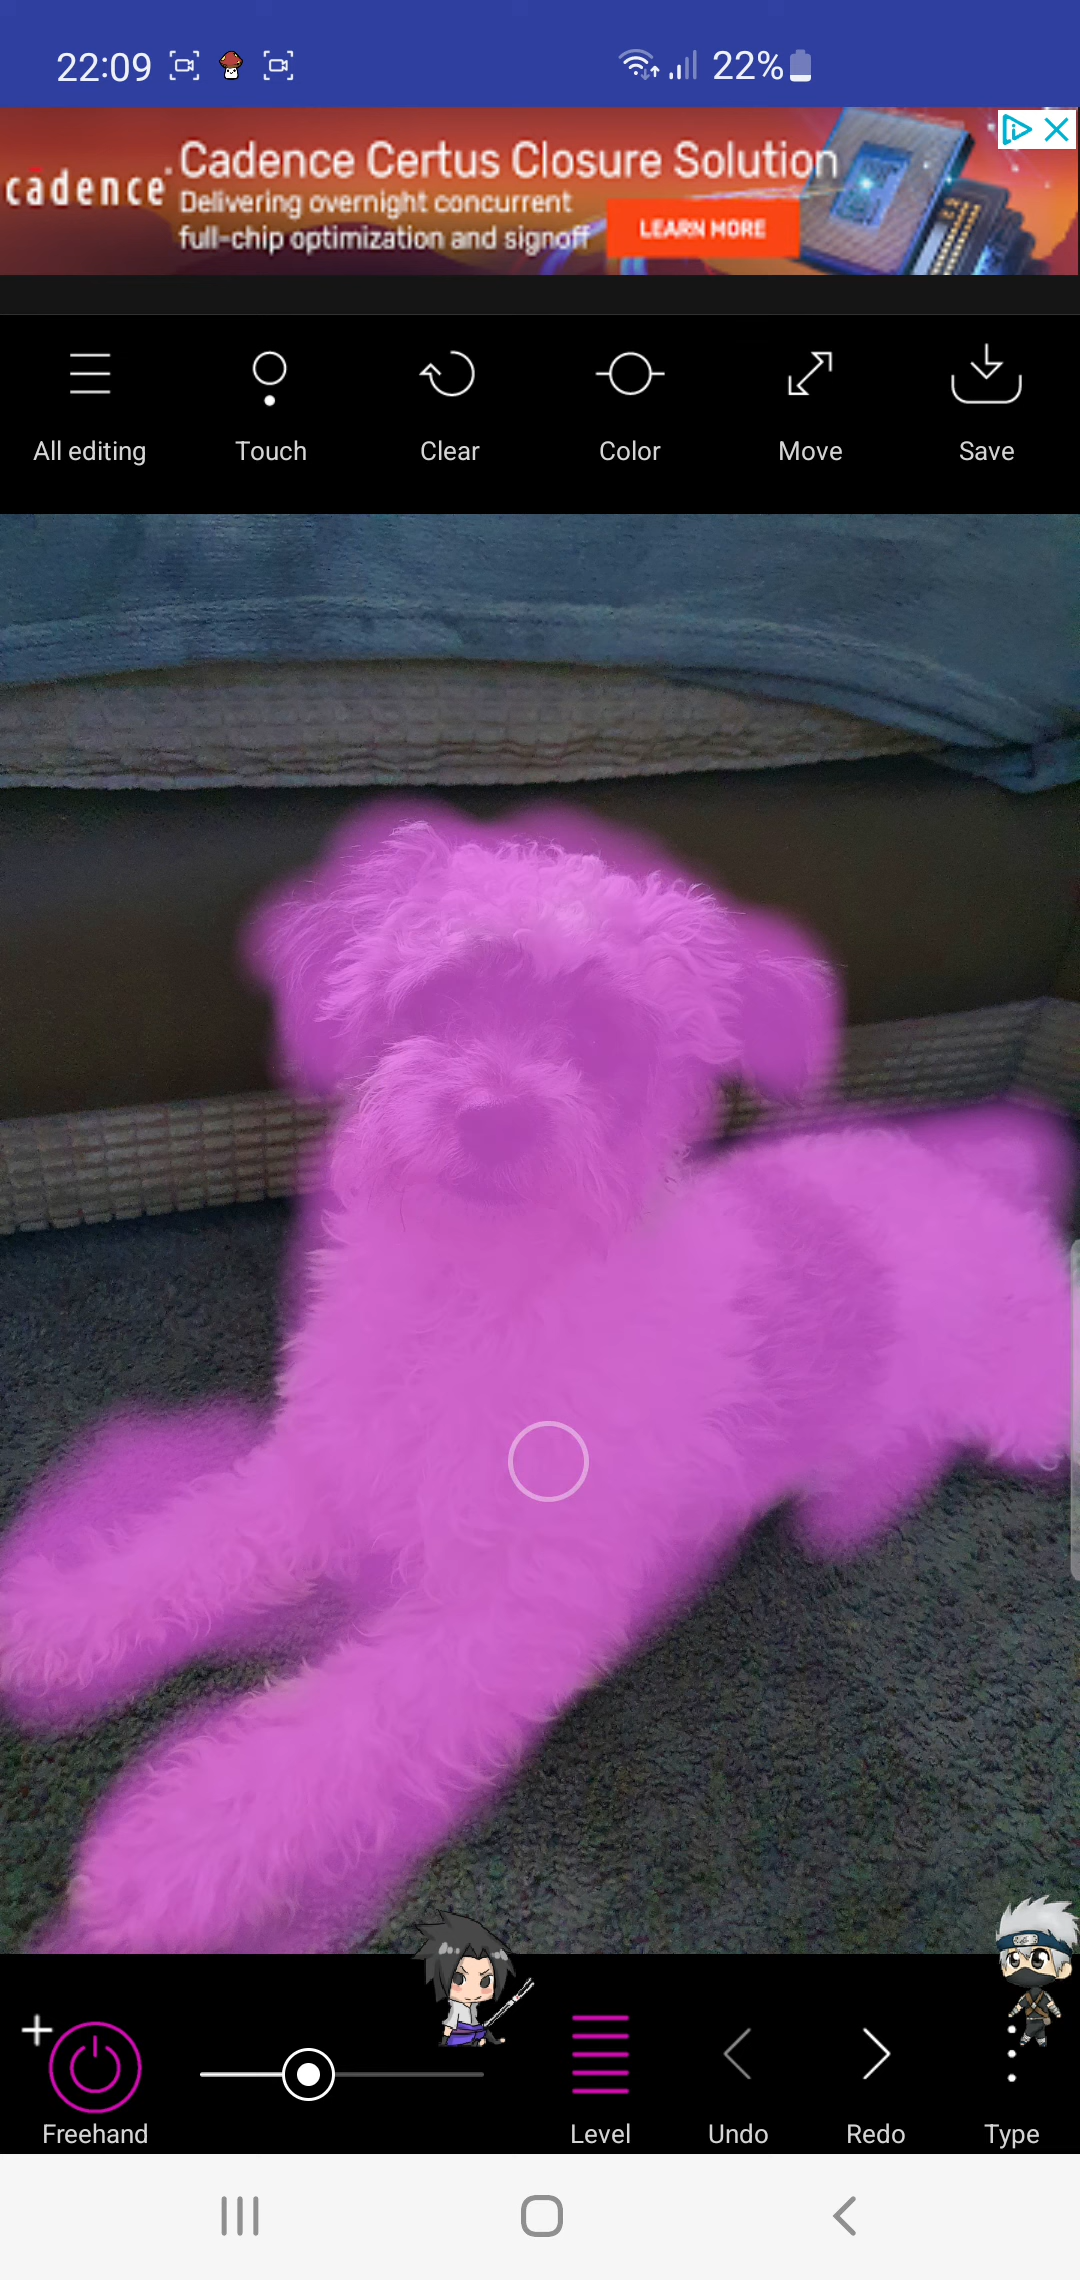 22:09
22%
cadence
Cadence Certus Closure Solution
Delivering overnight concurrent
full-chip optimization and signoff
LEARN MORE
All editing
Touch
Clear
Color
Move
Save
Freehand
Level
Undo
Redo
Type